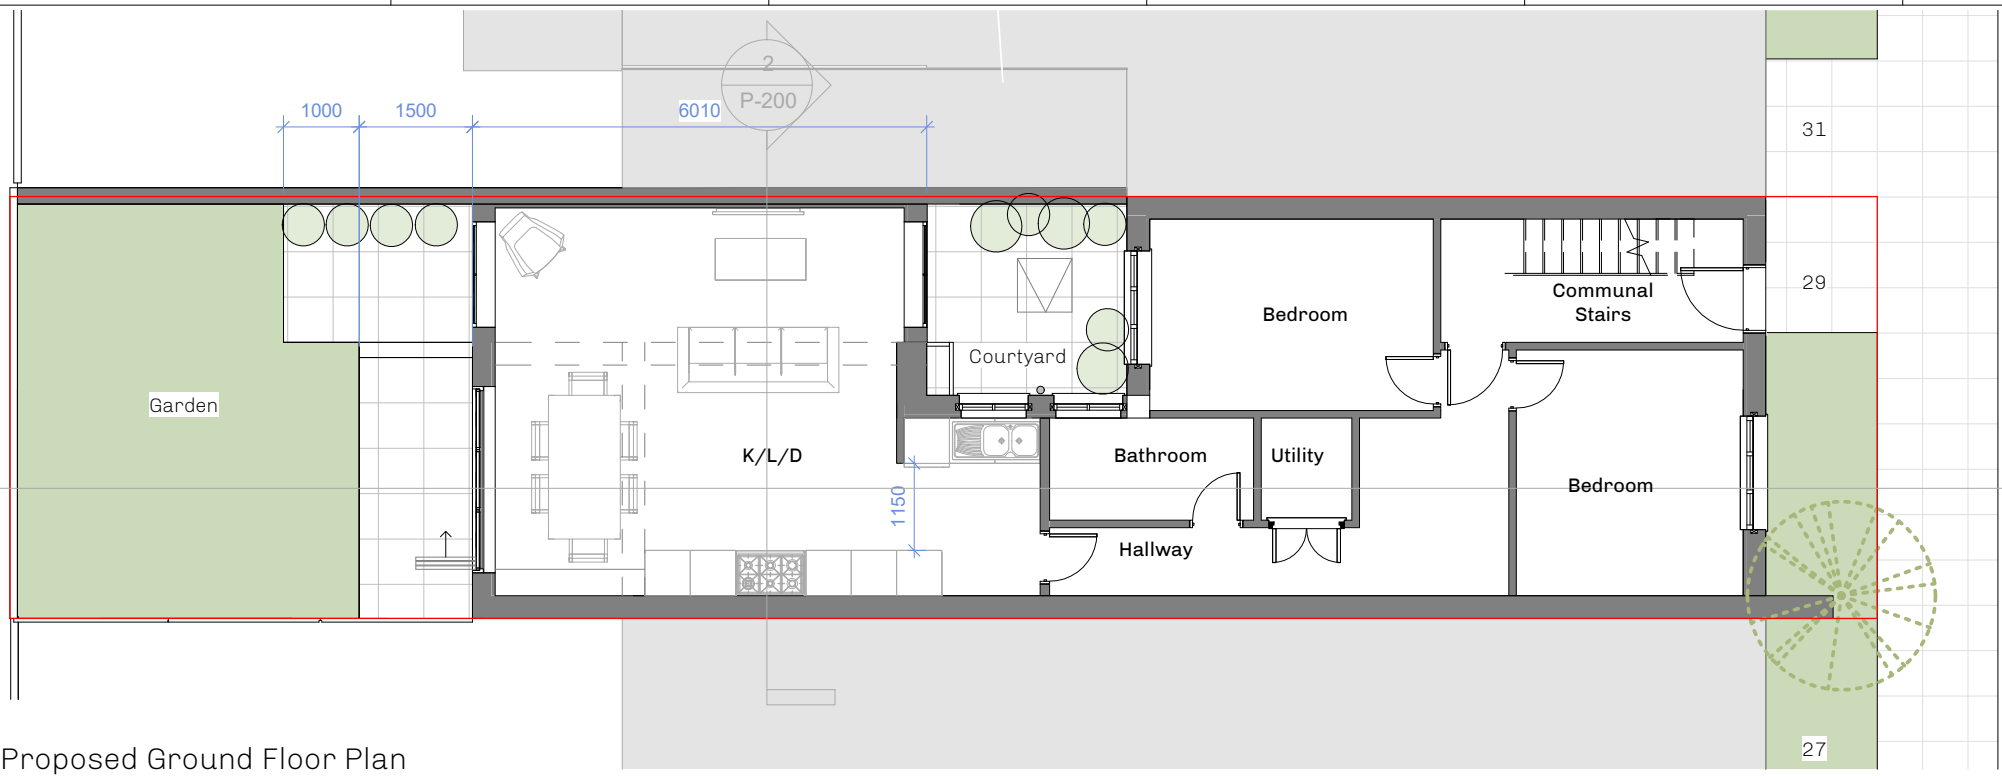 2
P-200
1000
1500
6010
31
29
Communal
Stairs
Bedroom
Courtyard
Garden
K/L/D
Bathroom
Utility
Bedroom
1150
Hallway
27
Proposed Ground Floor Plan